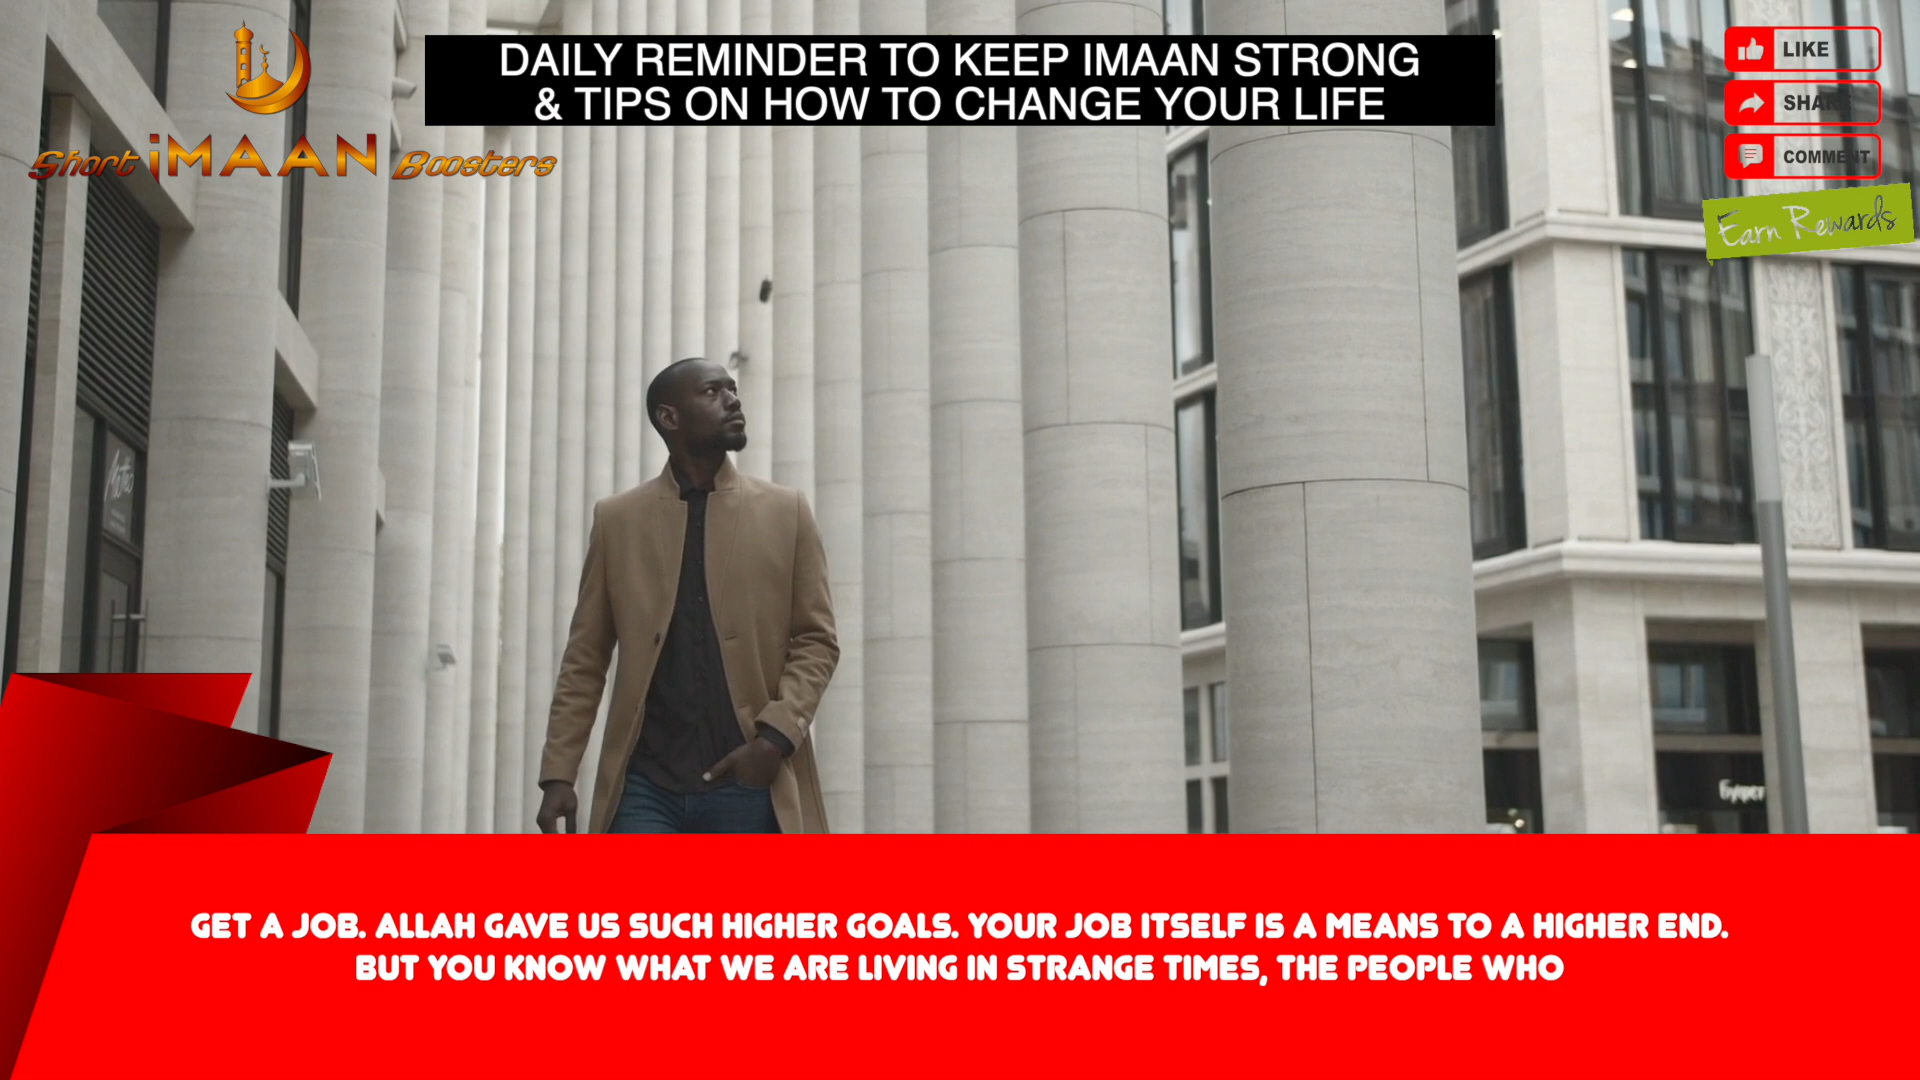 DAILY REMINDER TO KEEP IMAAN STRONG
& TIPS ON HOW TO CHANGE YOUR LIFE
Short iMAAN Boosters
LIKE
SHARE
COMMENT
Earn Rewards
GET A JOB. ALLAH GAVE US SUCH HIGHER GOALS. YOUR JOB ITSELF IS A MEANS TO A HIGHER END.
BUT YOU KNOW WHAT WE ARE LIVING IN STRANGE TIMES, THE PEOPLE WHO